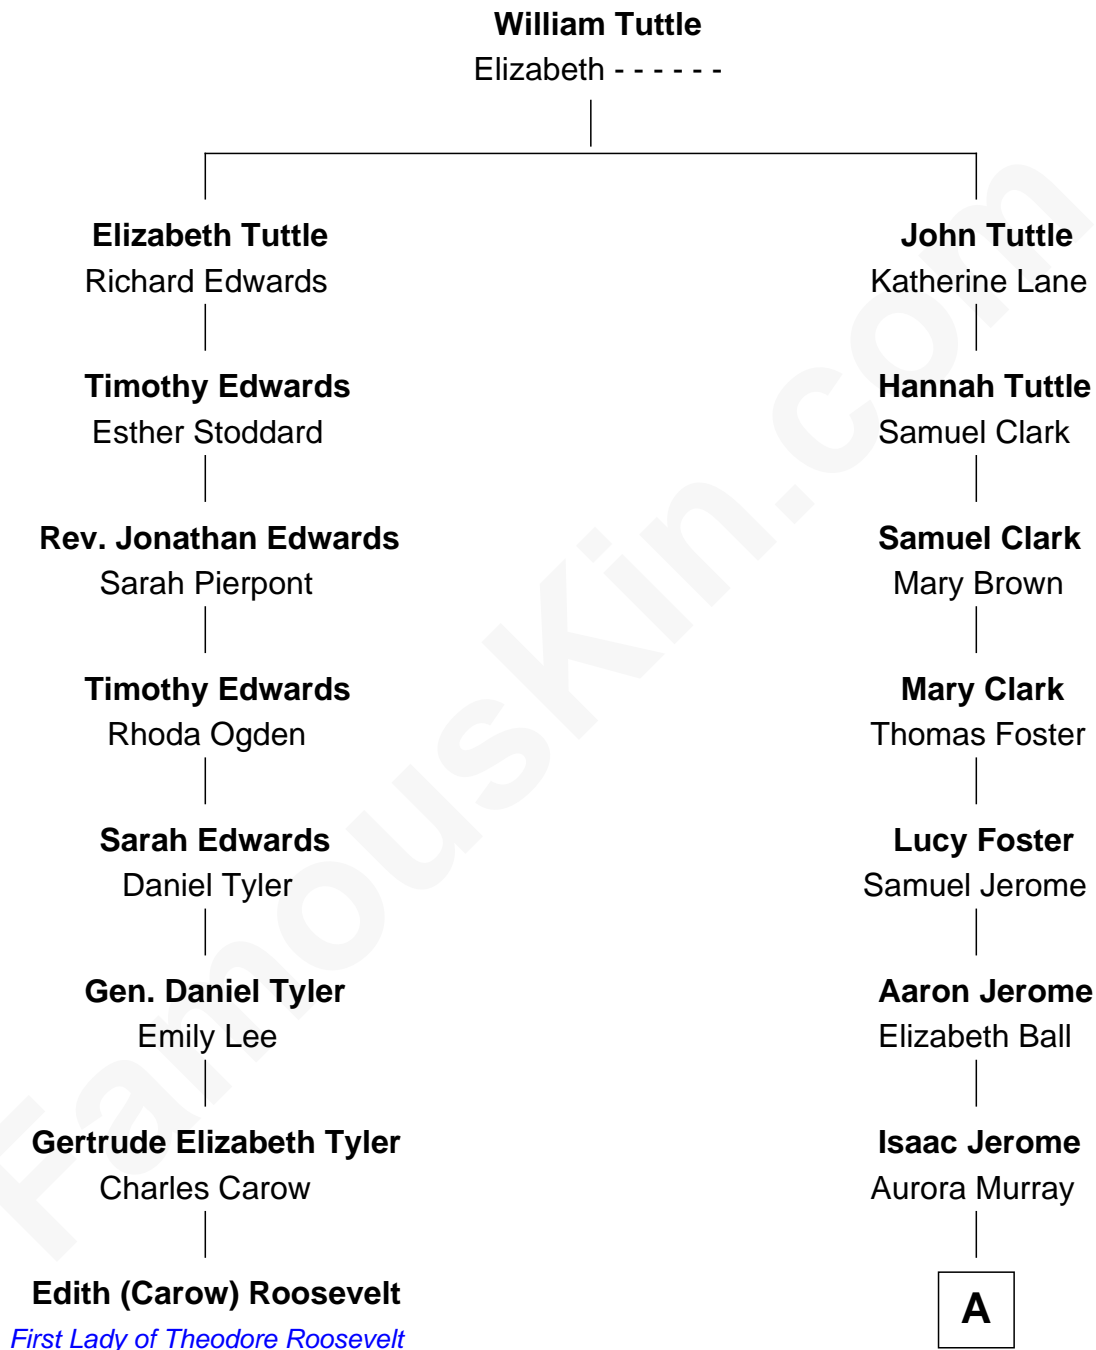 William Tuttle
Elizabeth - - - - - -
Elizabeth Tuttle
Richard Edwards
John Tuttle
Katherine Lane
Timothy Edwards
Esther Stoddard
Hannah Tuttle
Samuel Clark
Rev. Jonathan Edwards
Sarah Pierpont
Samuel Clark
Mary Brown
Timothy Edwards
Rhoda Ogden
Mary Clark
Thomas Foster
Sarah Edwards
Daniel Tyler
Lucy Foster
Samuel Jerome
Gen. Daniel Tyler
Emily Lee
Aaron Jerome
Elizabeth Ball
Gertrude Elizabeth Tyler
Charles Carow
Isaac Jerome
Aurora Murray
Edith (Carow) Roosevelt
First Lady of Theodore Roosevelt
A
FamousKin.com